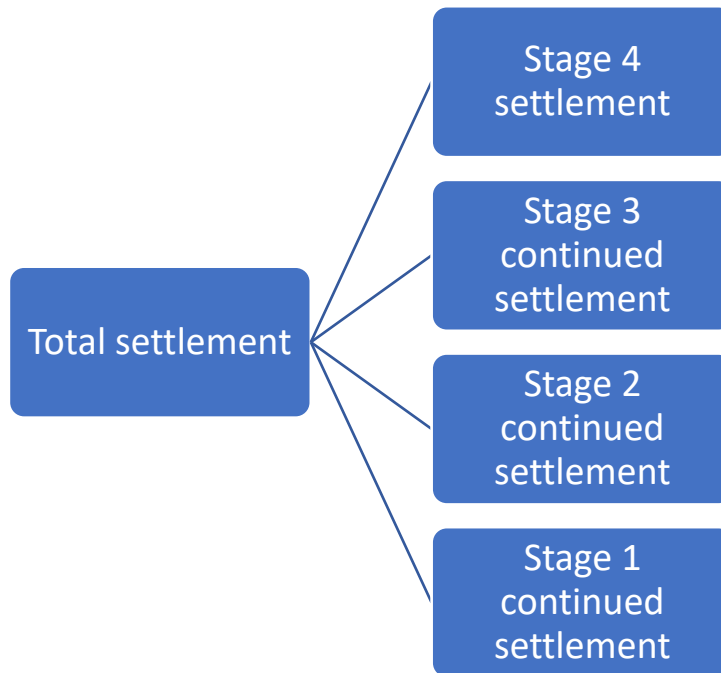 Total settlement
Stage 4
settlement
Stage 3
continued
settlement
Stage 2
continued
settlement
Stage 1
continued
settlement